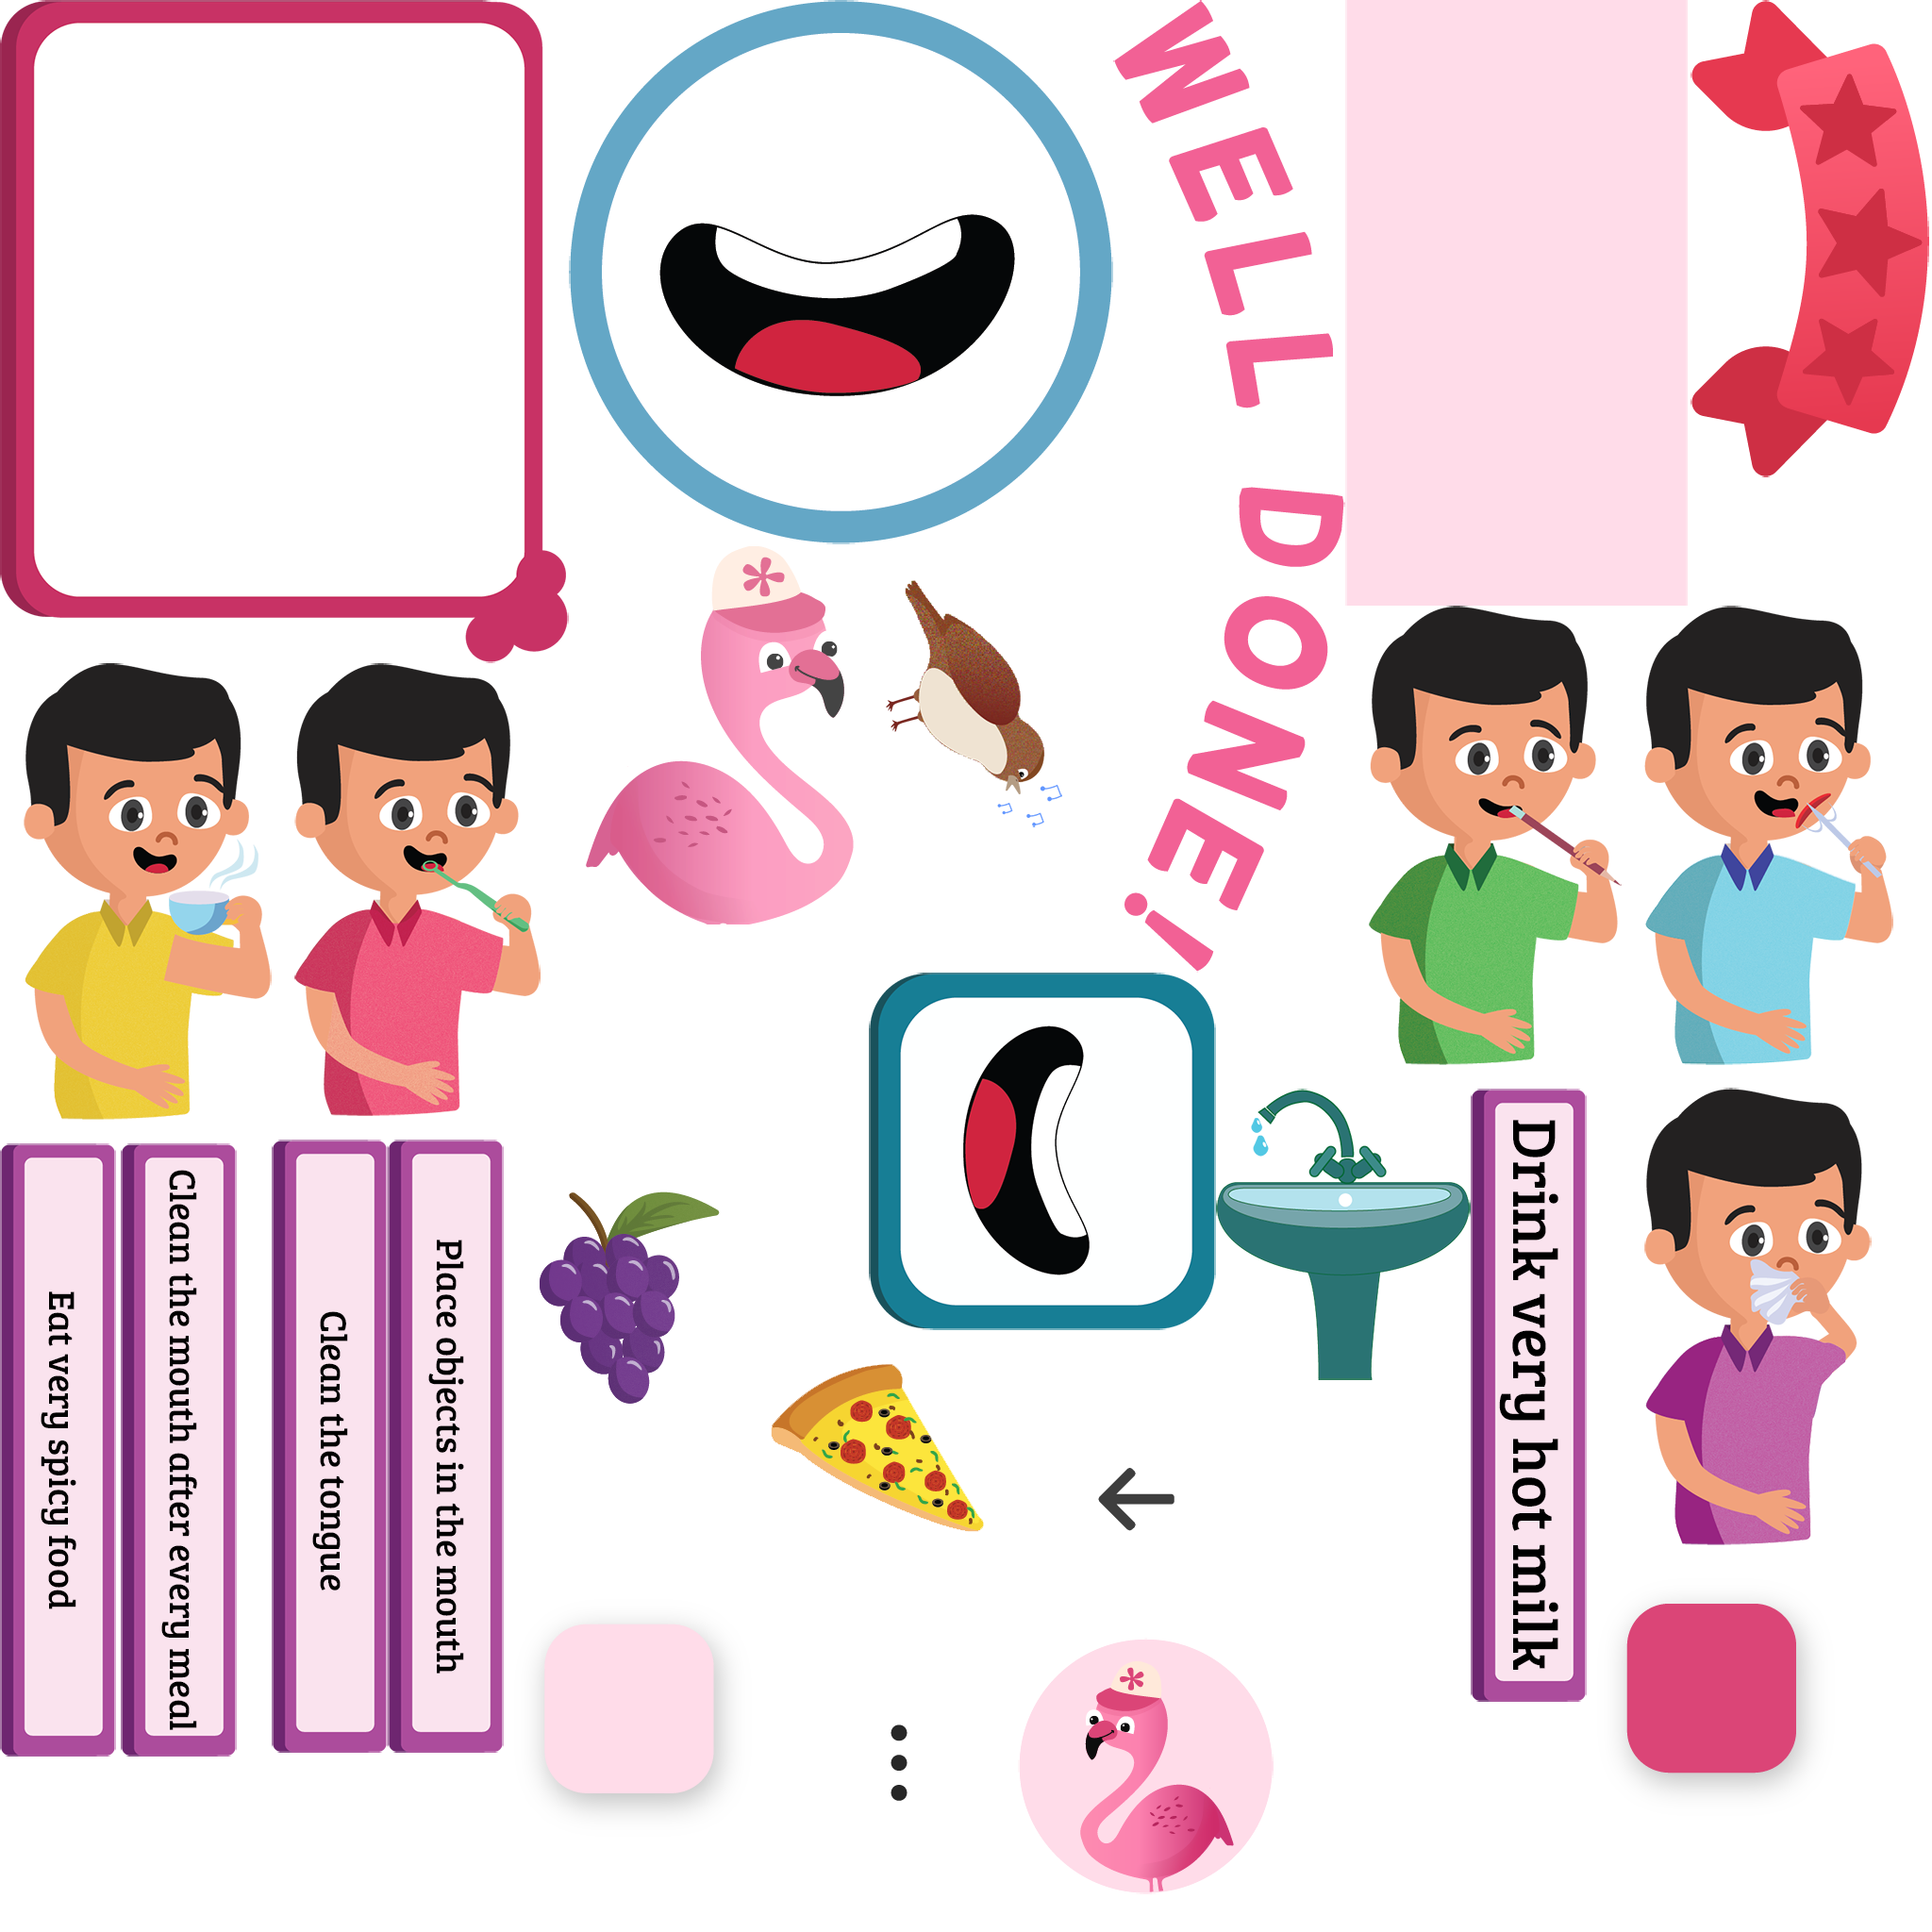 WELL DONE!
Drink very hot milk
Eat very spicy food
Clean the mouth after every meal
Clean the tongue
Place objects in the mouth